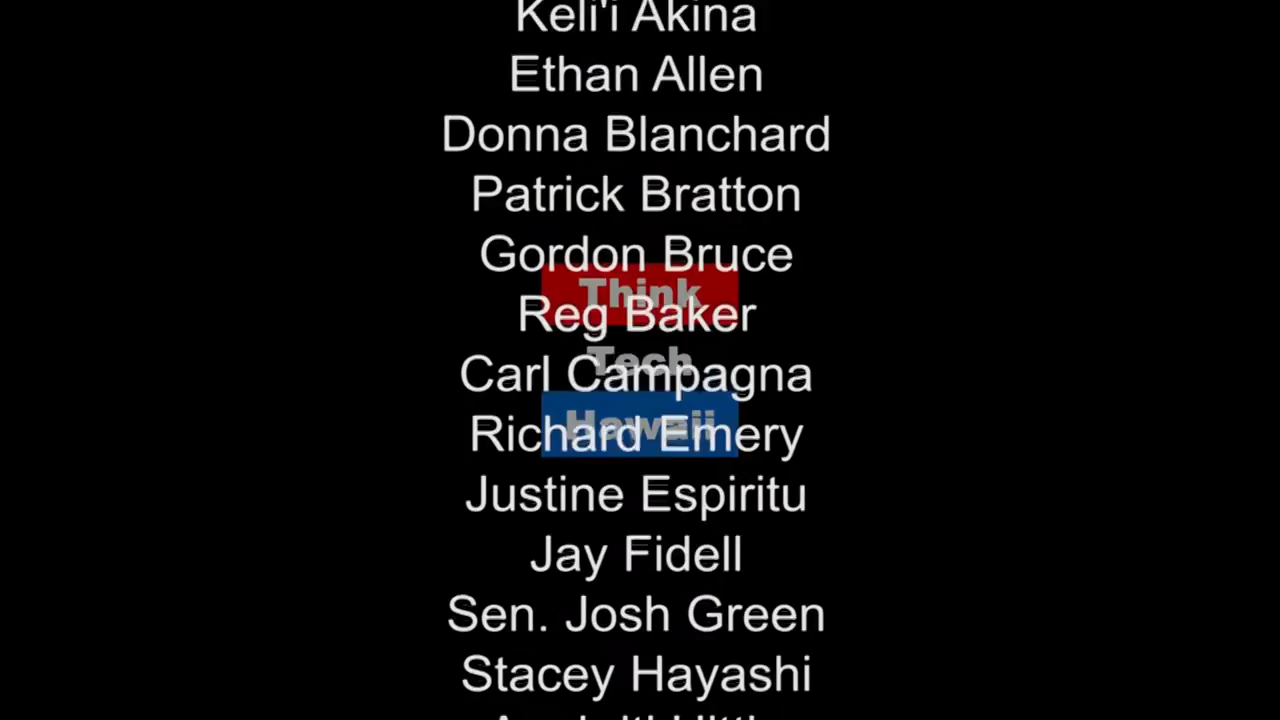 Keli'i Akina
Ethan Allen
Donna Blanchard
Patrick Bratton
Gordon Bruce
Think
Reg Baker
Tech
Carl Campagna
Hawaii
Richard Emery
Justine Espiritu
Jay Fidell
Sen. Josh Green
Stacey Hayashi